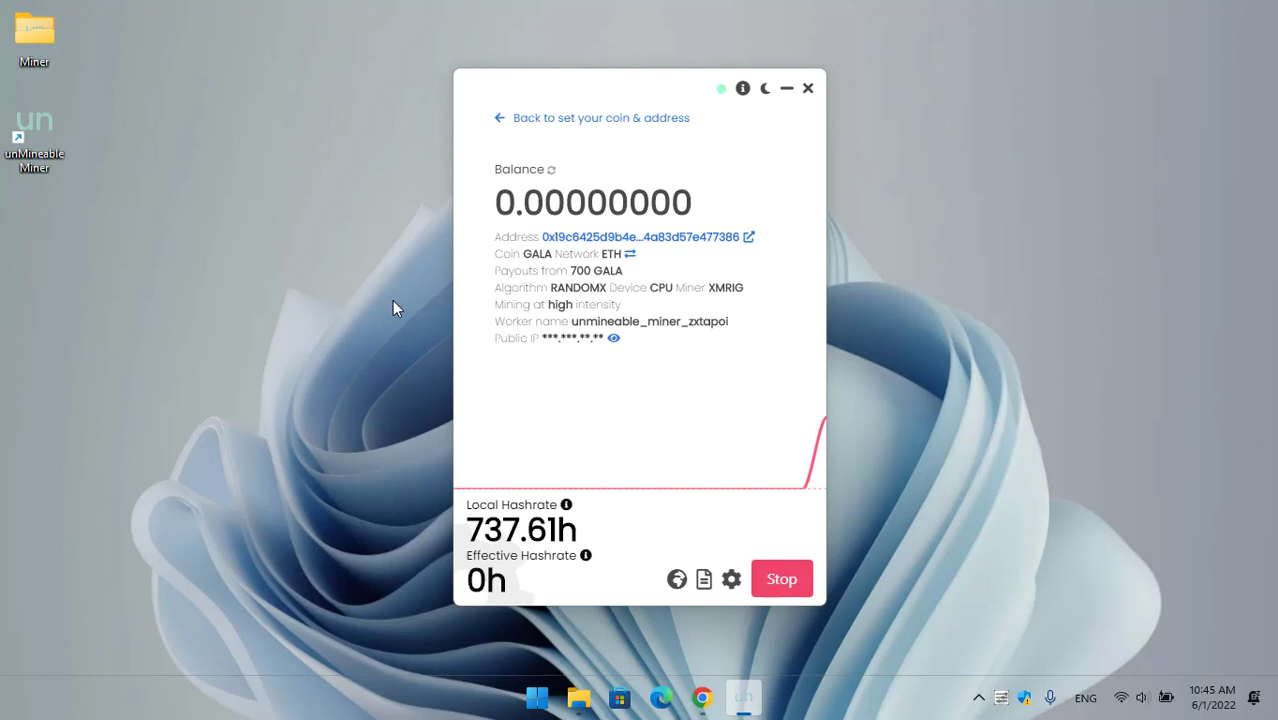 Miner
un
unMineable
Miner
Back to set your coin & address
Balance
0.00000000
Address 0x19c6425d9b4e...4a83d57e477386
Coin GALA Network ETH
Payouts from 700 GALA
Algorithm RANDOMX Device CPU Miner XMRIG
Mining at high intensity
Worker name unmineable_miner_zxtapoi
Public IP ***.***.**.**
Local Hashrate
737.61h
Effective Hashrate
0h
Stop
un
ENG
10:45 AM
6/1/2022